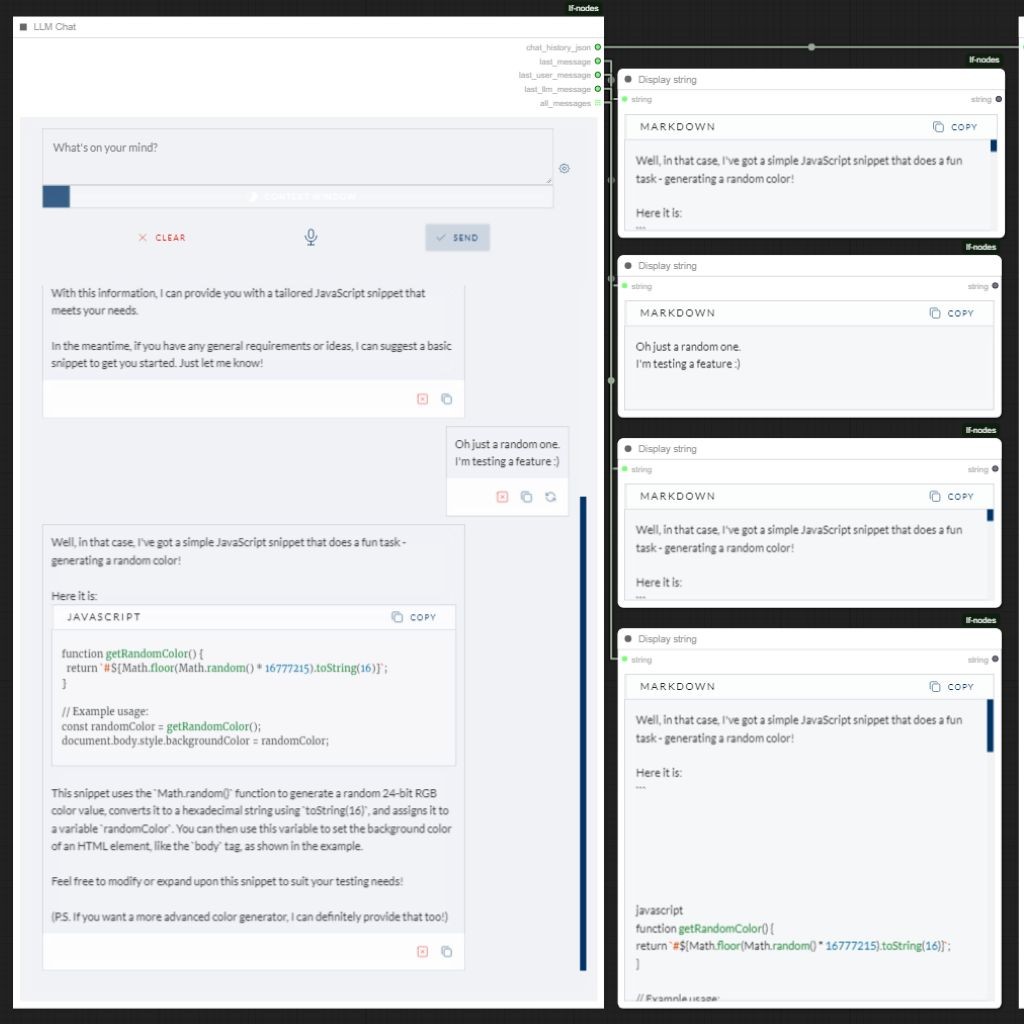 lf-nodes
LLM Chat
chat_history_json
last_message
last_user_message
last_llm_message
all_messages
What's on your mind?
CONTEXT WINDOW
CLEAR
SEND
With this information, I can provide you with a tailored JavaScript snippet that
meets your needs.
In the meantime, if you have any general requirements or ideas, I can suggest a basic
snippet to get you started. Just let me know!
Oh just a random one.
I'm testing a feature :)
Well, in that case, I've got a simple JavaScript snippet that does a fun task -
generating a random color!
Here it is:
JAVASCRIPT COPY
function getRandomColor() {
return `#${Math.floor(Math.random() * 16777215).toString(16)}`;
}
// Example usage:
const randomColor = getRandomColor();
document.body.style.backgroundColor = randomColor;
This snippet uses the `Math.random()` function to generate a random 24-bit RGB
color value, converts it to a hexadecimal string using `toString(16)`, and assigns it to
a variable `randomColor`. You can then use this variable to set the background color
of an HTML element, like the `body` tag, as shown in the example.
Feel free to modify or expand upon this snippet to suit your testing needs!
(P.S. If you want a more advanced color generator, I can definitely provide that too!)
lf-nodes
Display string
string string
MARKDOWN COPY
Well, in that case, I've got a simple JavaScript snippet that does a fun
task - generating a random color!
Here it is:
```
lf-nodes
Display string
string string
MARKDOWN COPY
Oh just a random one.
I'm testing a feature :)
lf-nodes
Display string
string string
MARKDOWN COPY
Well, in that case, I've got a simple JavaScript snippet that does a fun
task - generating a random color!
Here it is:
```
lf-nodes
Display string
string string
MARKDOWN COPY
Well, in that case, I've got a simple JavaScript snippet that does a fun
task - generating a random color!
Here it is:
```
javascript
function getRandomColor() {
return `#${Math.floor(Math.random() * 16777215).toString(16)}`;
}
// Example usage: